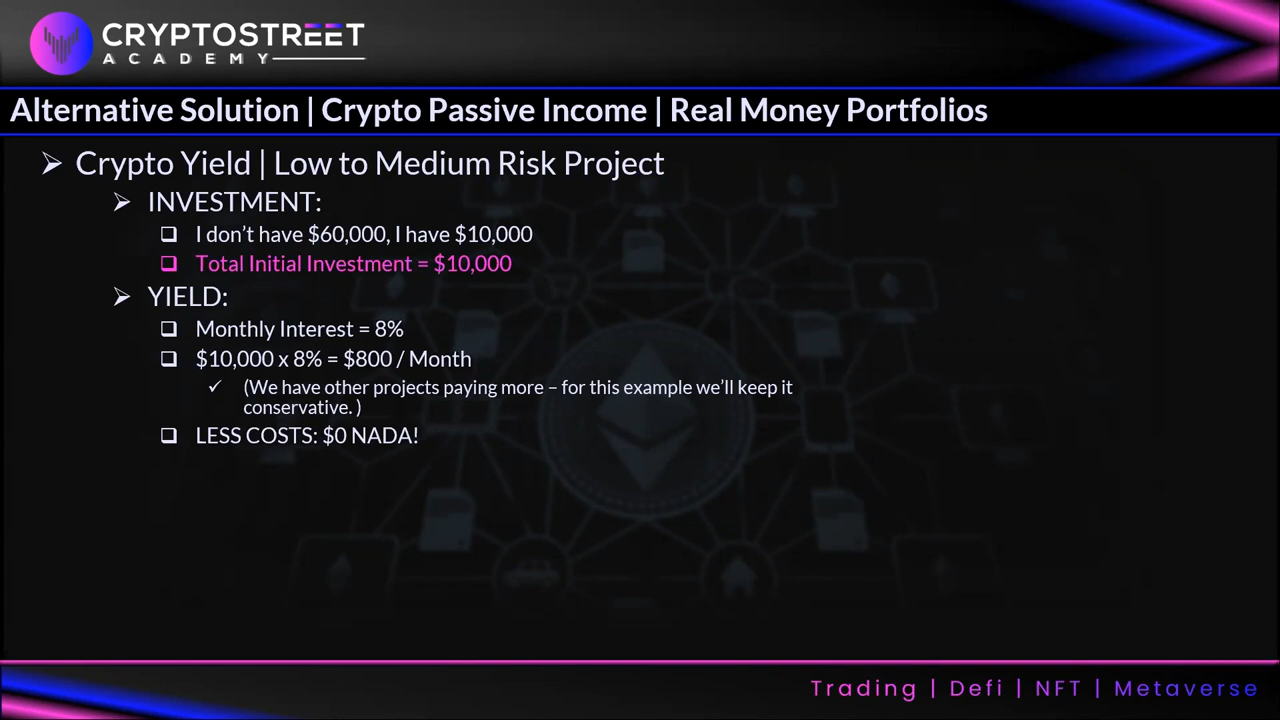 CRYPTOSTREET
ACADEMY
Alternative Solution | Crypto Passive Income | Real Money Portfolios
Crypto Yield | Low to Medium Risk Project
INVESTMENT:
I don’t have $60,000, I have $10,000
Total Initial Investment = $10,000
YIELD:
Monthly Interest = 8%
$10,000 x 8% = $800 / Month
(We have other projects paying more – for this example we’ll keep it
conservative. )
LESS COSTS: $0 NADA!
Trading | Defi | NFT | Metaverse